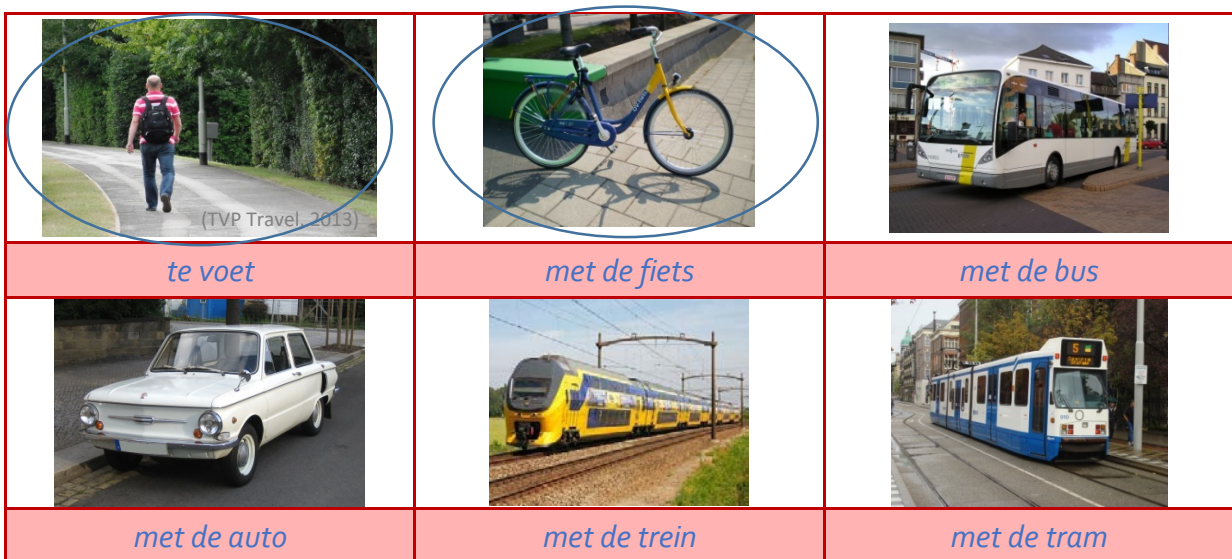 (TVP Travel, 2013)
te voet
met de fiets
met de bus
5
met de auto
met de trein
met de tram